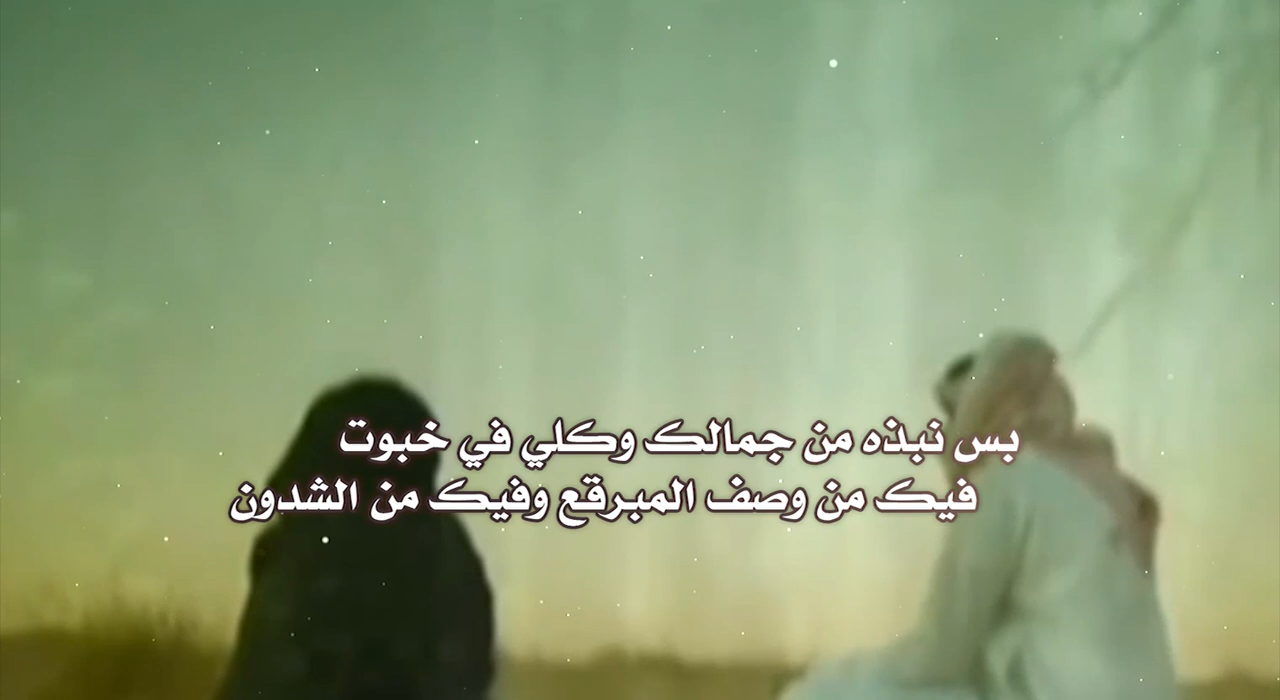 بس نبذه من جمالك وكلي في خبوت
فيك من وصف المبرقع وفيك من الشدون